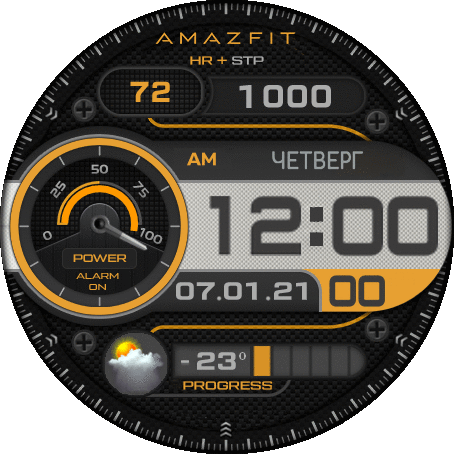 AMAZFIT
HR + STP
72 1000
AM ЧЕТВЕРГ
12:00
0 25 50 75 100
POWER
ALARM
ON
07.01.21 00
-23°
PROGRESS